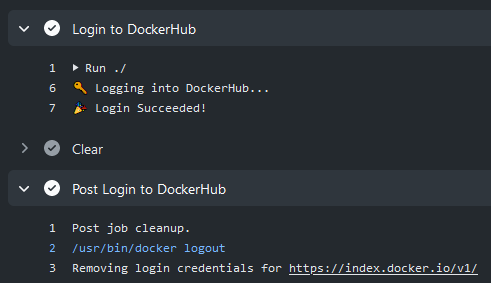 Login to DockerHub
1 Run ./
6 🔑 Logging into DockerHub...
7 🎉 Login Succeeded!
Clear
Post Login to DockerHub
1 Post job cleanup.
2 /usr/bin/docker logout
3 Removing login credentials for https://index.docker.io/v1/